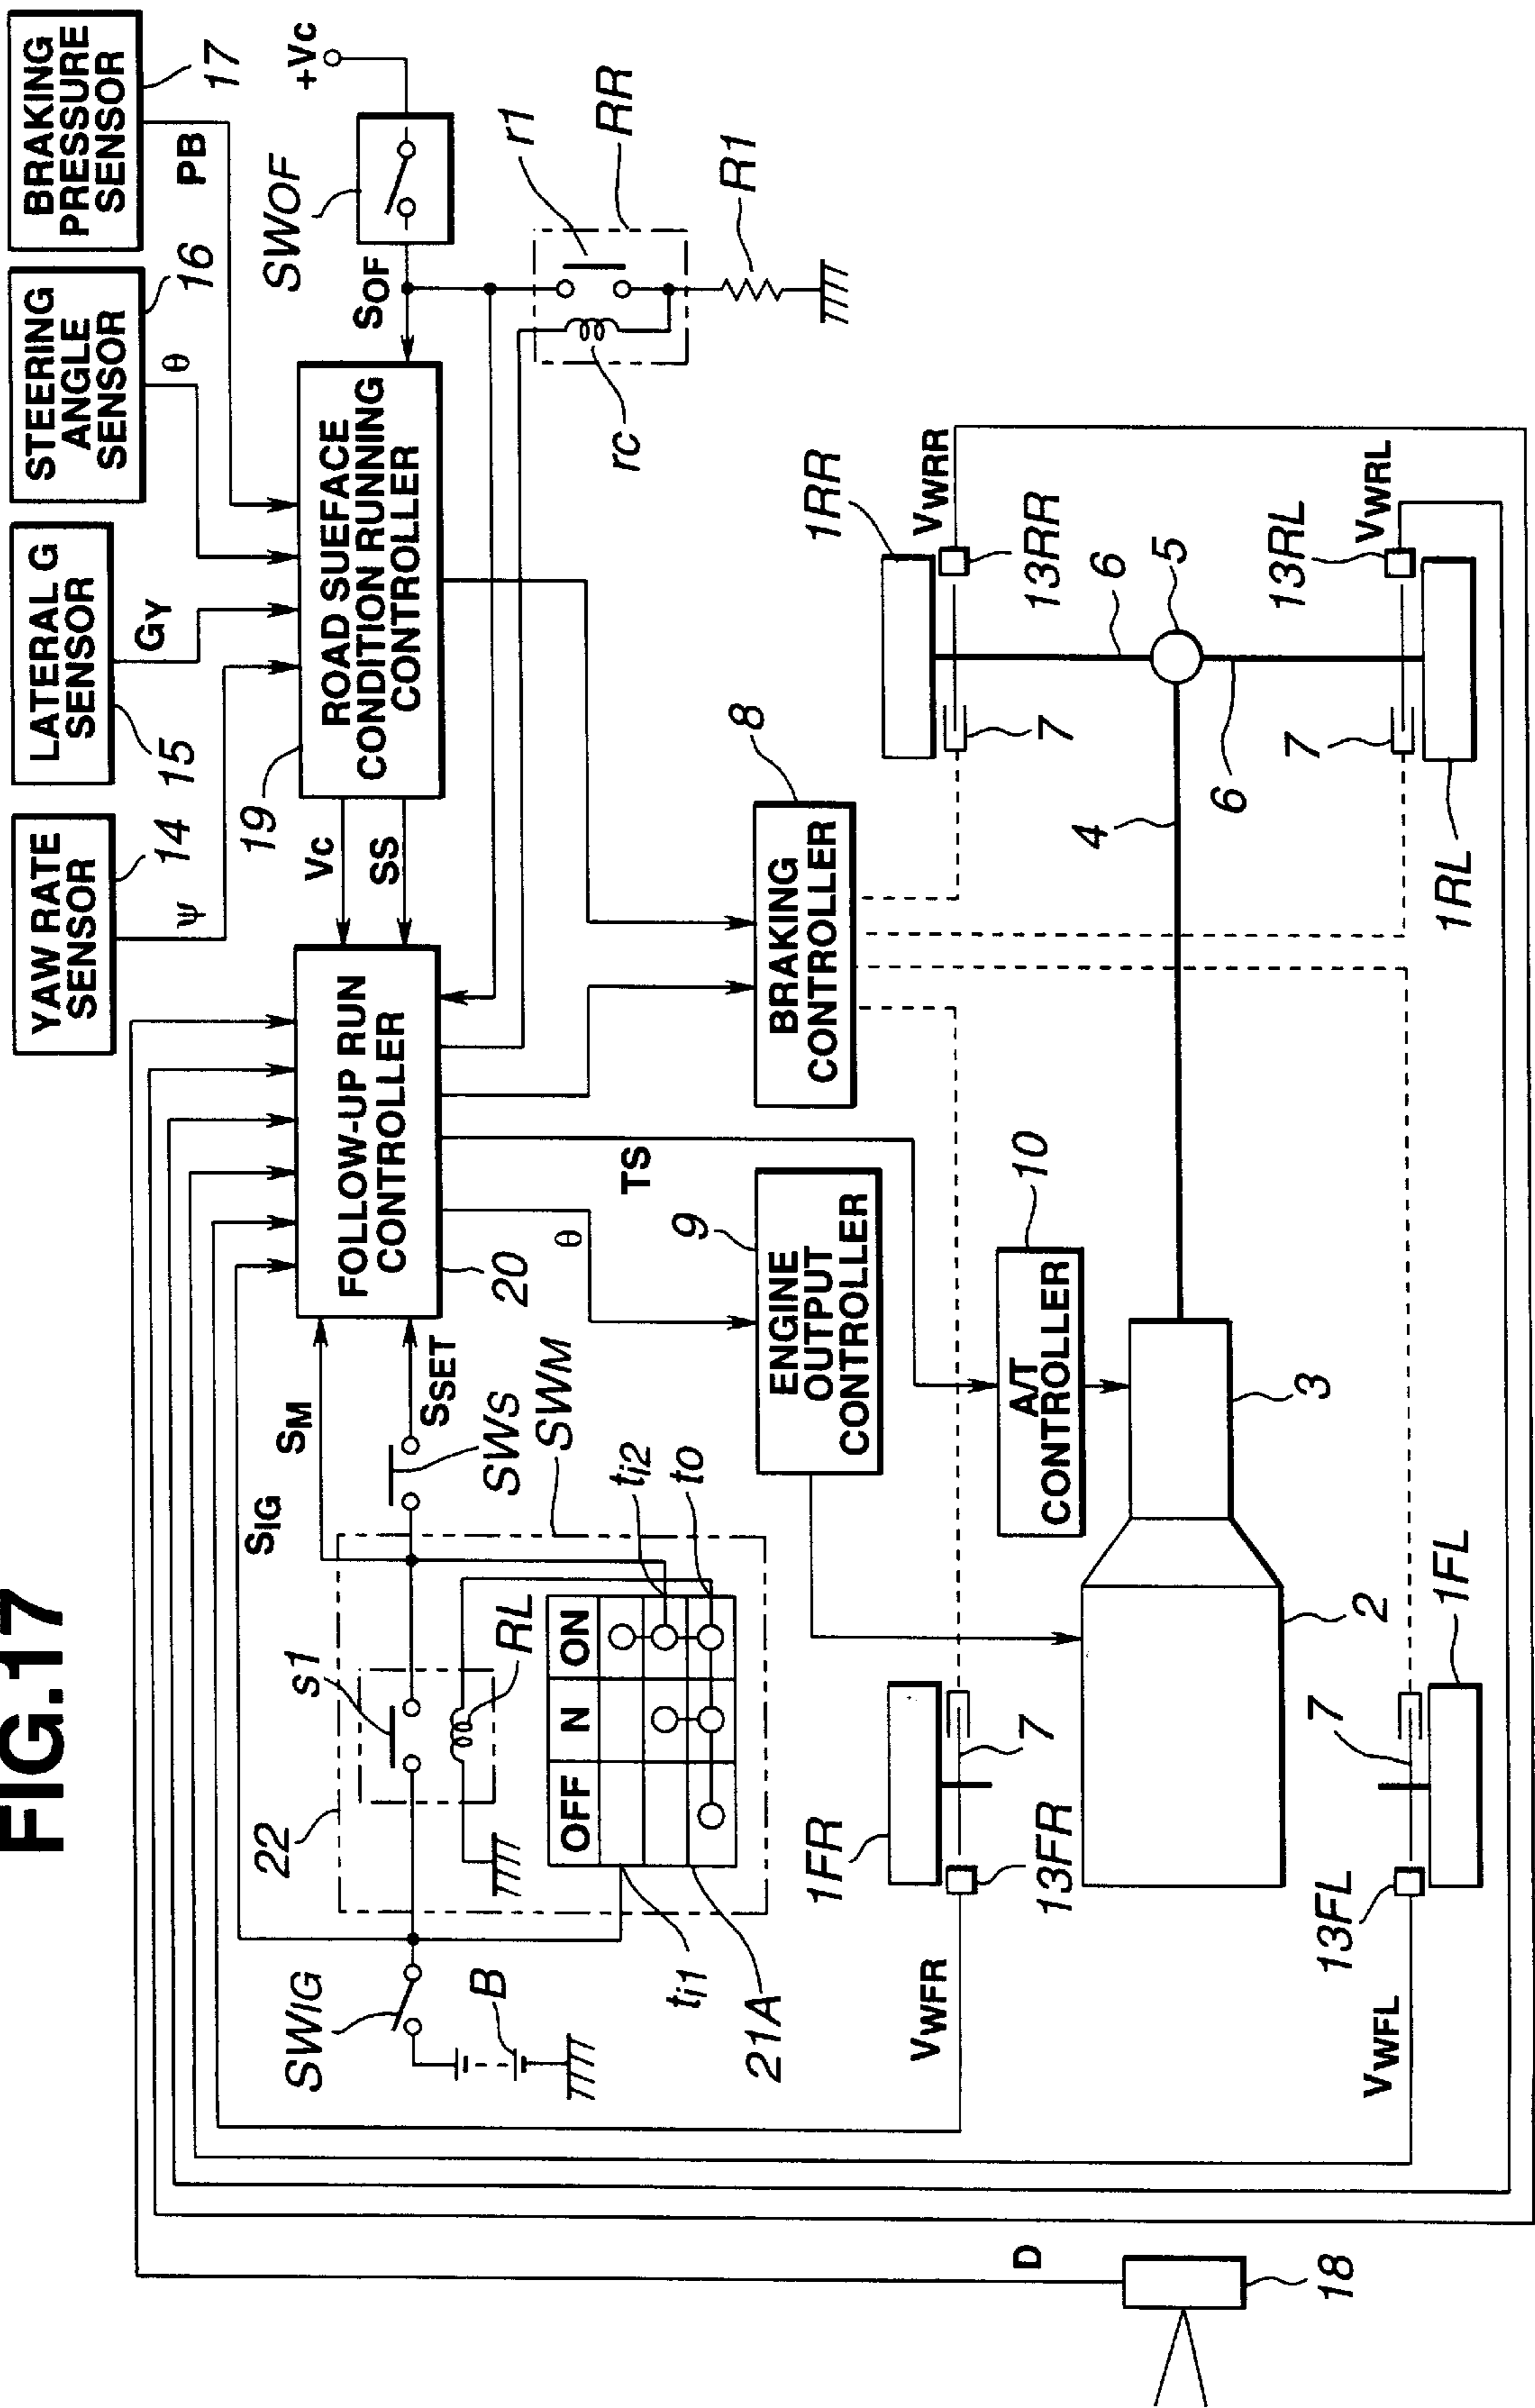 FIG.17
YAW RATE
SENSOR
14
ψ
LATERAL G
SENSOR
15
GY
STEERING
ANGLE
SENSOR
16
θ
BRAKING
PRESSURE
SENSOR
17
PB
+Vc
SWOF
SOF
r1
RR
R1
rc
ROAD SUEFACE
CONDITION RUNNING
CONTROLLER
19
Vc
SS
FOLLOW-UP RUN
CONTROLLER
20
SIG
SM
SSET
SWS
SWM
ti2
to
22
s1
RL
OFF N ON
SWIG
B
ti1
21A
θ
TS
9
ENGINE
OUTPUT
CONTROLLER
10
A/T
CONTROLLER
8
BRAKING
CONTROLLER
1RR
VWRR
13RR
7
6
5
4
6
7
13RL
VWRL
1RL
3
2
1FR
7
13FR
VWFR
7
1FL
13FL
VWFL
D
18